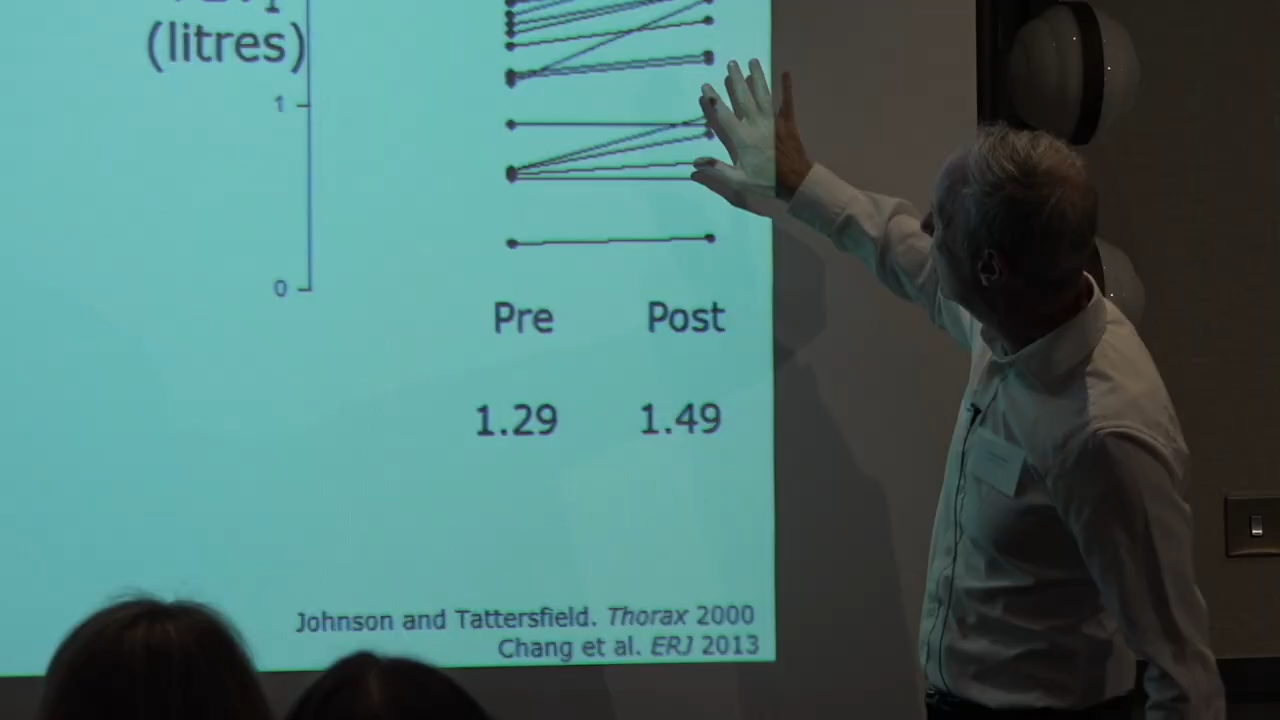 (litres)
1
0
Pre Post
1.29 1.49
Johnson and Tattersfield. Thorax 2000
Chang et al. ERJ 2013